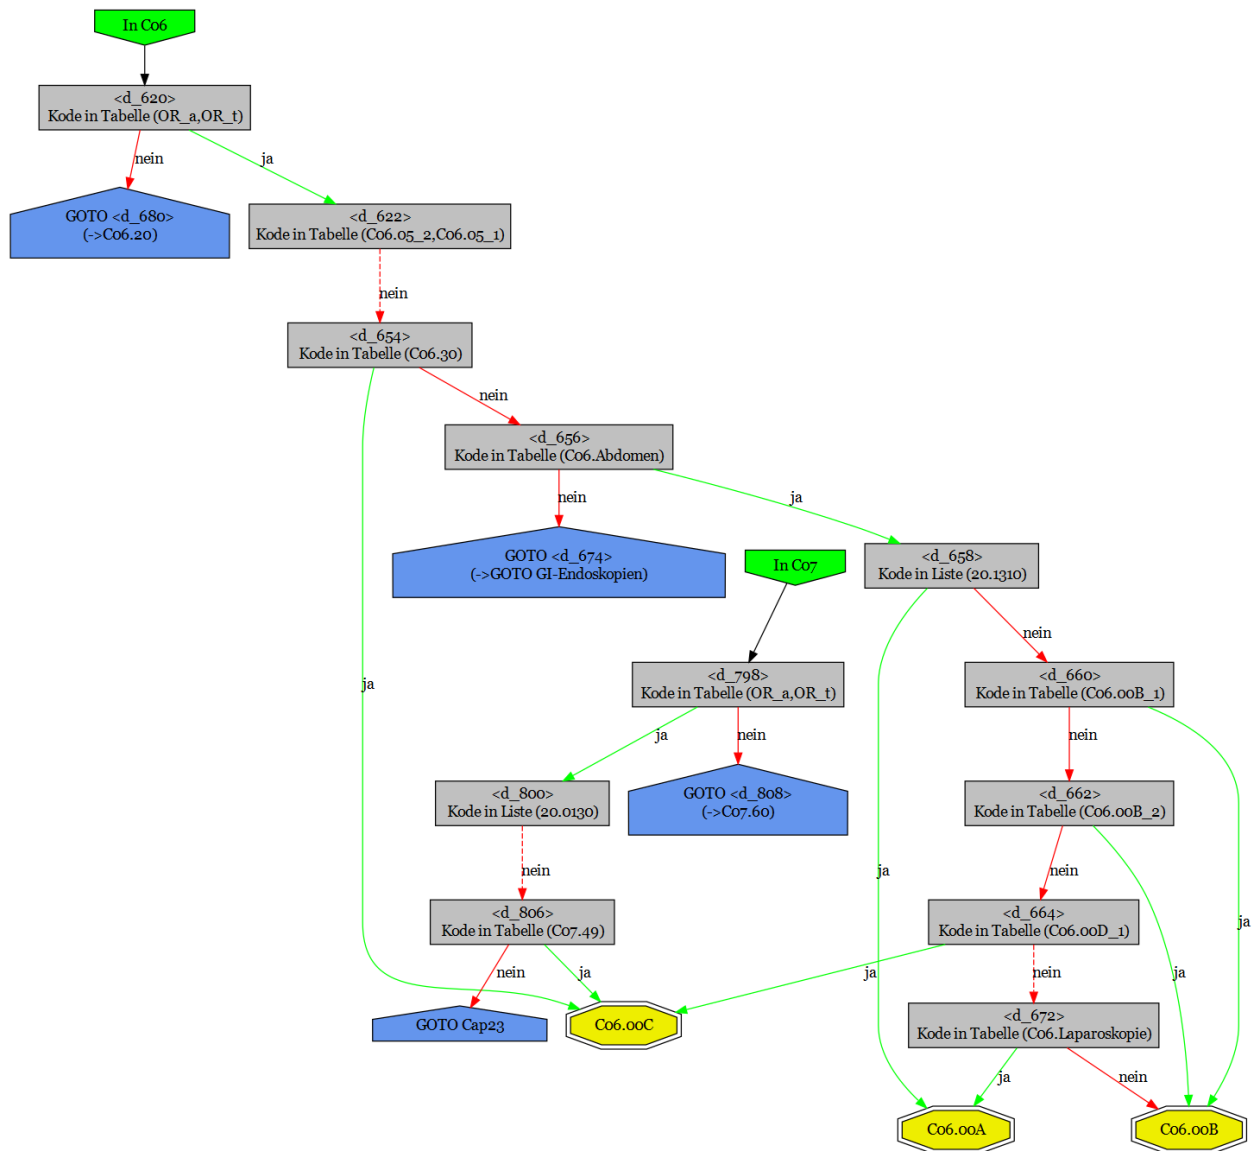 In C06
<d_620>
Kode in Tabelle (OR_a,OR_t)
nein
ja
GOTO <d_680>
(->C06.20)
<d_622>
Kode in Tabelle (C06.05_2,C06.05_1)
nein
<d_654>
Kode in Tabelle (C06.30)
nein
<d_656>
Kode in Tabelle (C06.Abdomen)
nein
ja
GOTO <d_674>
(->GOTO GI-Endoskopien)
In C07
<d_658>
Kode in Liste (20.1310)
nein
ja
<d_798>
Kode in Tabelle (OR_a,OR_t)
<d_660>
Kode in Tabelle (C06.00B_1)
ja
nein
nein
<d_800>
Kode in Liste (20.0130)
GOTO <d_808>
(->C07.60)
<d_662>
Kode in Tabelle (C06.00B_2)
nein
ja
nein
<d_806>
Kode in Tabelle (C07.49)
<d_664>
Kode in Tabelle (C06.00D_1)
ja
nein
ja
ja
nein
ja
GOTO Cap23
C06.00C
<d_672>
Kode in Tabelle (C06.Laparoskopie)
ja
nein
C06.00A
C06.00B